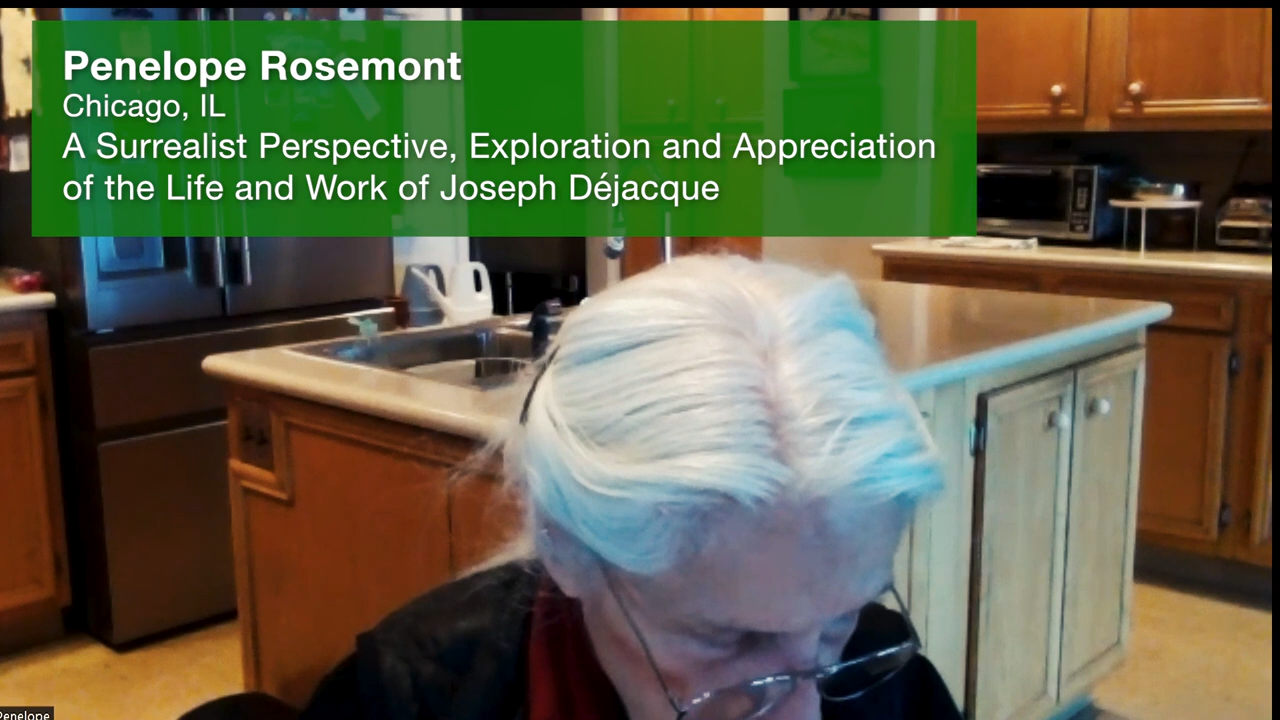 Penelope Rosemont
Chicago, IL
A Surrealist Perspective, Exploration and Appreciation
of the Life and Work of Joseph Déjacque
Penelope